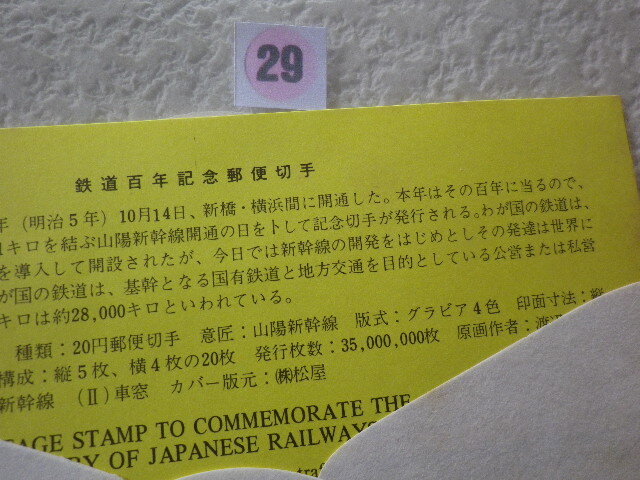 29
鉄道百年記念郵便切手
年（明治5年）10月14日、新橋・横浜間に開通した。本年はその百年に当るので、
1キロを結ぶ山陽新幹線開通の日を卜して記念切手が発行される。わが国の鉄道は、
を導入して開設されたが、今日では新幹線の開発をはじめとしその発達は世界に
が国の鉄道は、基幹となる国有鉄道と地方交通を目的としている公営または私営
キロは約28,000キロといわれている。
種類：20円郵便切手 意匠：山陽新幹線 版式：グラビア4色 印面寸法：縦
構成：縦5枚、横4枚の20枚 発行枚数：35,000,000枚 原画作者：渡辺
新幹線 （Ⅱ）車窓 カバー版元：㈱松屋
AGE STAMP TO COMMEMORATE THE
RY OF JAPANESE RAILWAYS